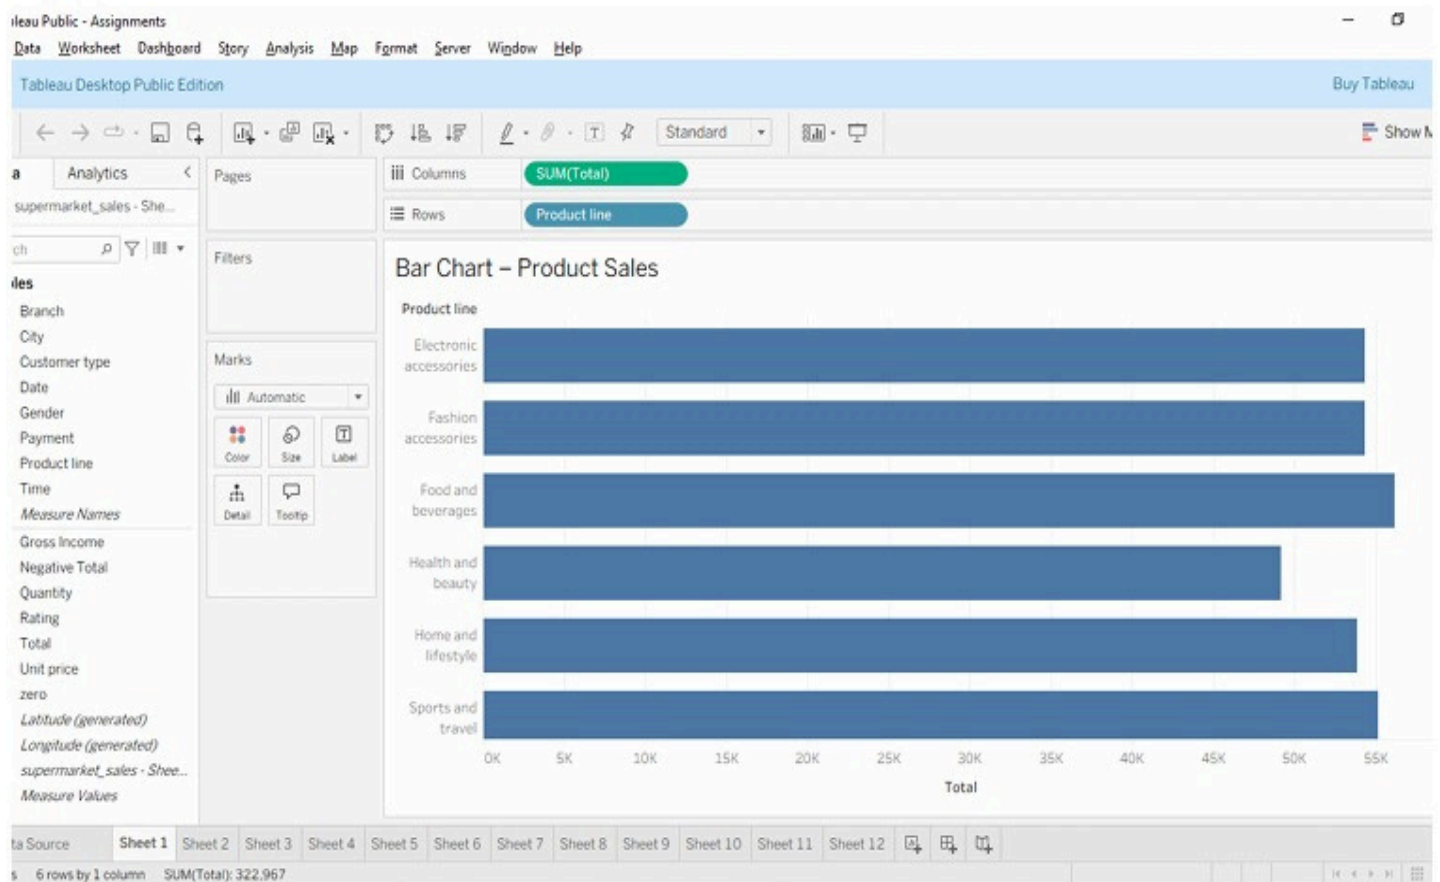 leau Public - Assignments
Data Worksheet Dashboard Story Analysis Map Format Server Window Help
Tableau Desktop Public Edition
Buy Tableau
Standard
Show M
a Analytics
supermarket_sales - She...
ch
les
Branch
City
Customer type
Date
Gender
Payment
Product line
Time
Measure Names
Gross Income
Negative Total
Quantity
Rating
Total
Unit price
zero
Latitude (generated)
Longitude (generated)
supermarket_sales - Shee...
Measure Values
Pages
Filters
Marks
Automatic
Color Size Label
Detail Tooltip
Columns SUM(Total)
Rows Product line
Bar Chart – Product Sales
Product line
Electronic
accessories
Fashion
accessories
Food and
beverages
Health and
beauty
Home and
lifestyle
Sports and
travel
0K 5K 10K 15K 20K 25K 30K 35K 40K 45K 50K 55K
Total
ta Source Sheet 1 Sheet 2 Sheet 3 Sheet 4 Sheet 5 Sheet 6 Sheet 7 Sheet 8 Sheet 9 Sheet 10 Sheet 11 Sheet 12
s 6 rows by 1 column SUM(Total): 322,967